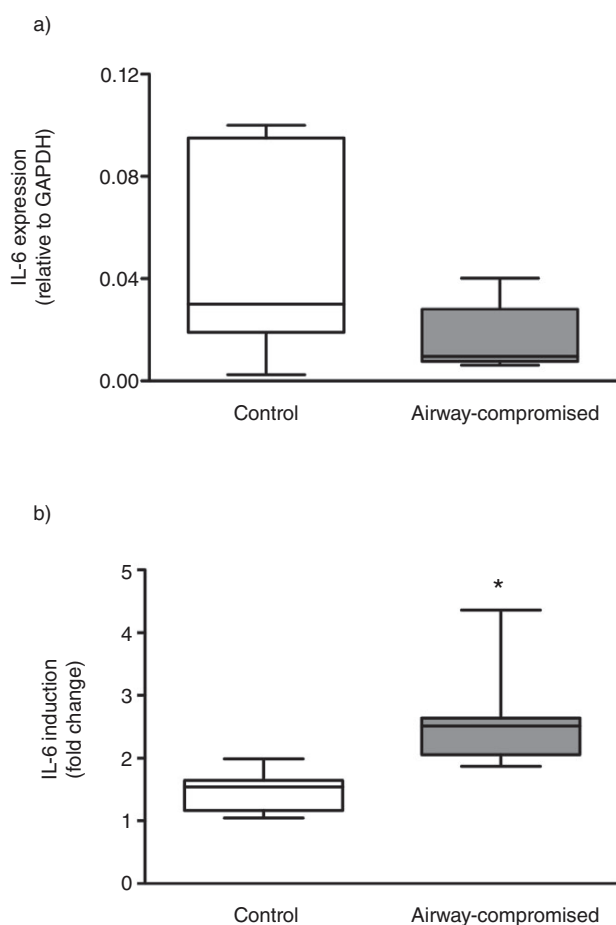 a)
IL-6 expression
(relative to GAPDH)
0.12
0.08
0.04
0.00
Control
Airway-compromised
b)
IL-6 induction
(fold change)
5
4
3
2
1
0
*
Control
Airway-compromised